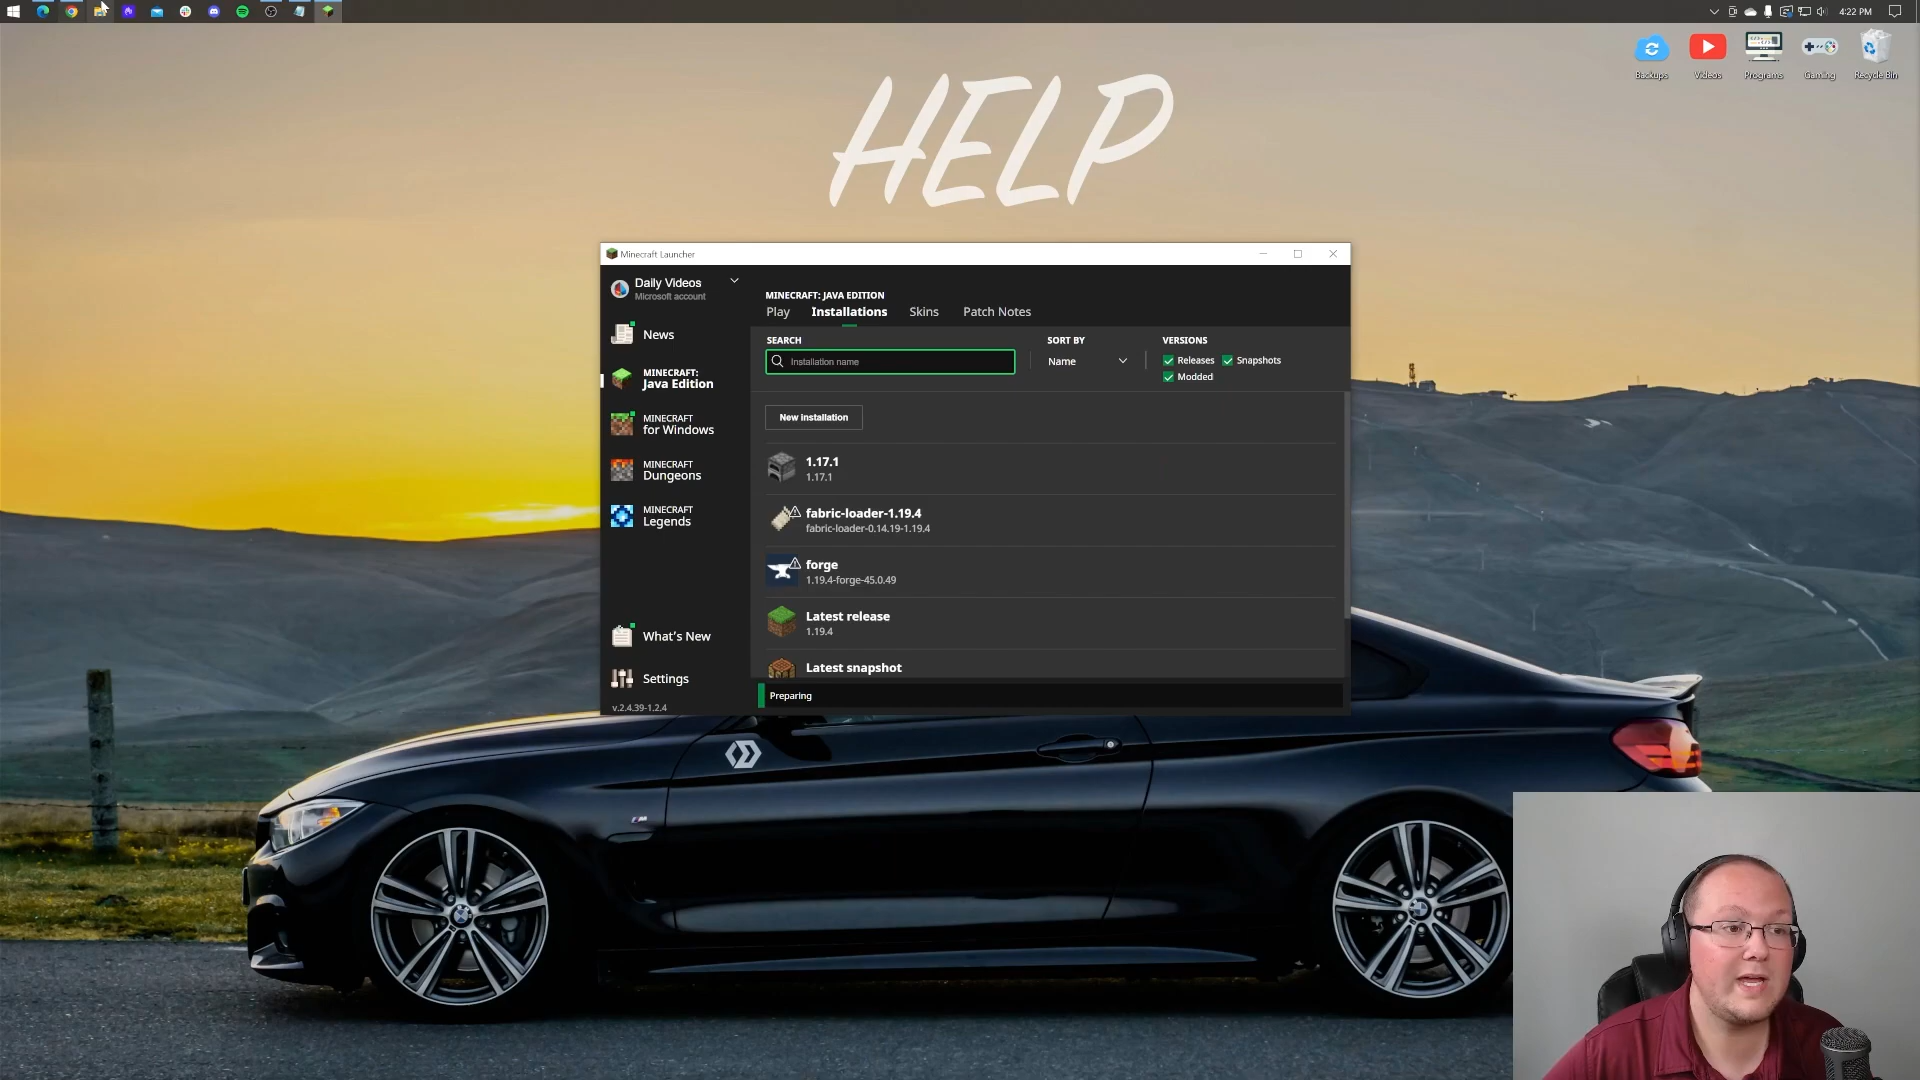 4:22 PM
Backups
Videos
Programs
Gaming
Recycle Bin
HELP
Minecraft Launcher
Daily Videos
Microsoft account
News
MINECRAFT:
Java Edition
MINECRAFT
for Windows
MINECRAFT
Dungeons
MINECRAFT
Legends
What's New
Settings
v.2.4.39-1.2.4
MINECRAFT: JAVA EDITION
Play Installations Skins Patch Notes
SEARCH
Installation name
SORT BY
Name
VERSIONS
Releases Snapshots
Modded
New installation
1.17.1
1.17.1
fabric-loader-1.19.4
fabric-loader-0.14.19-1.19.4
forge
1.19.4-forge-45.0.49
Latest release
1.19.4
Latest snapshot
Preparing